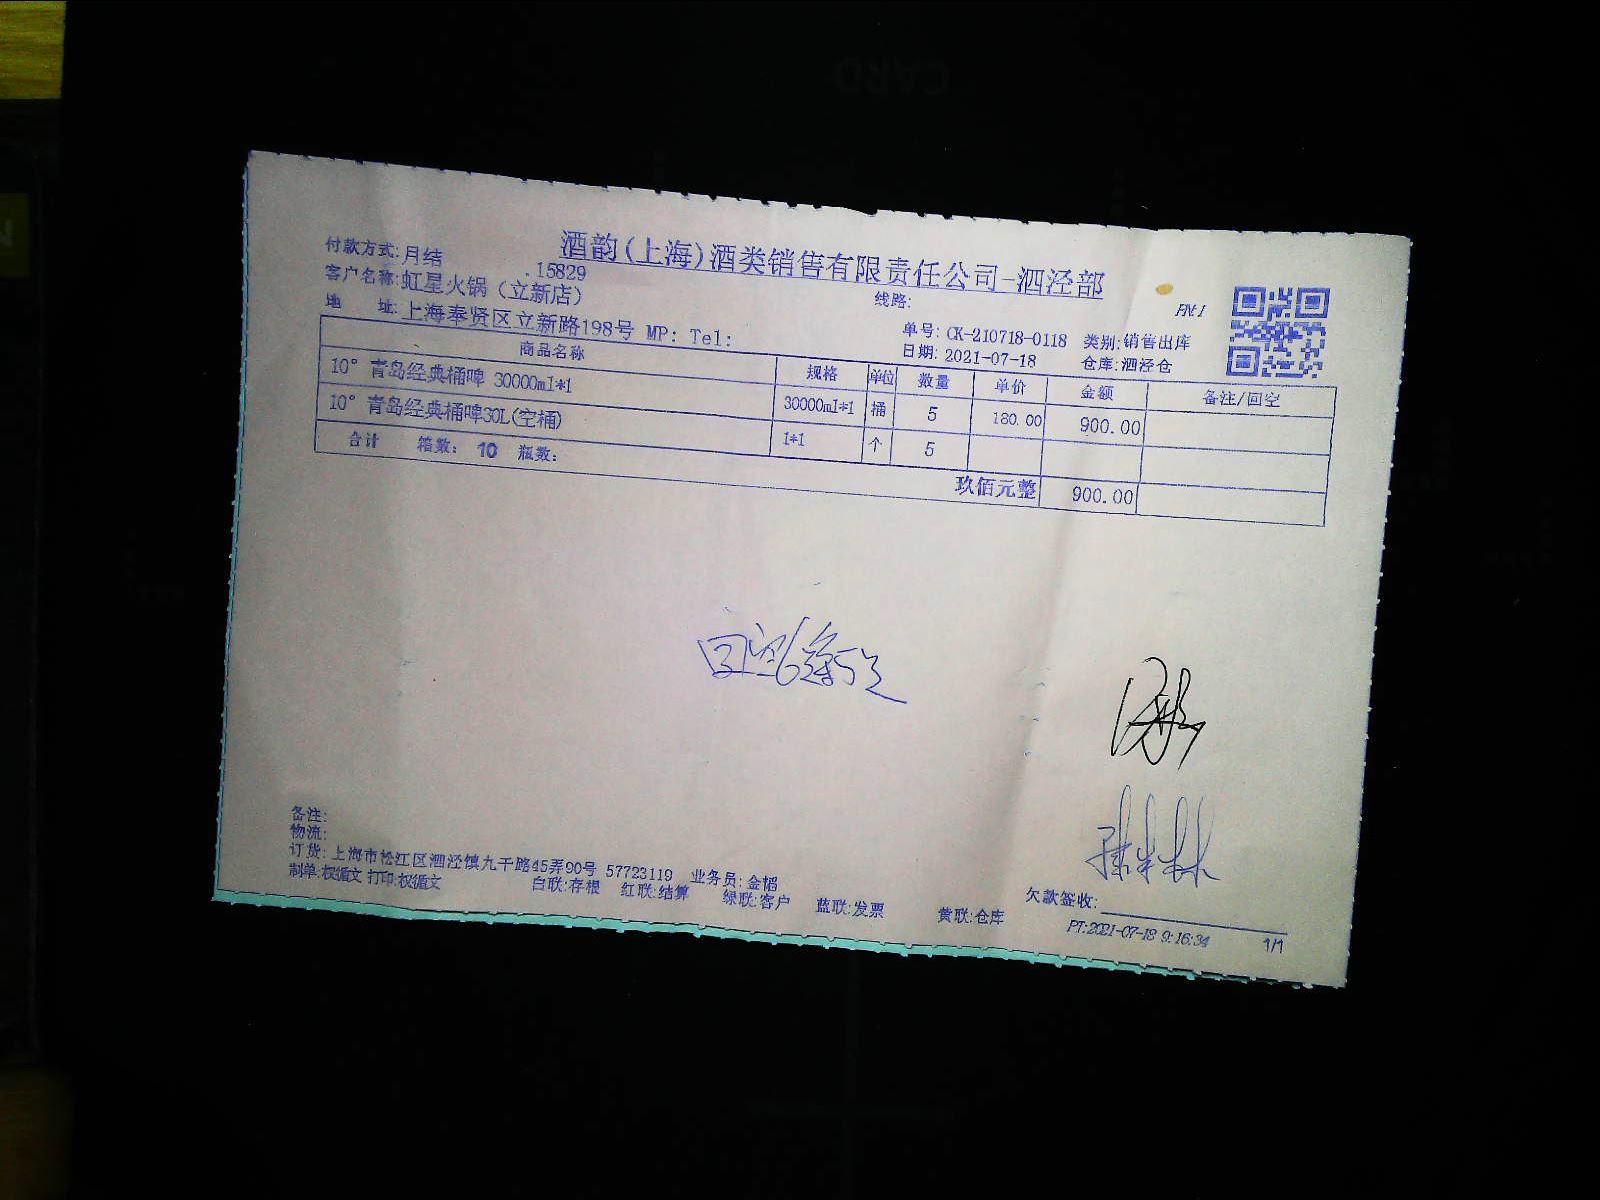 CARD
酒韵(上海)酒类销售有限责任公司-泗泾部
付款方式:月结 .15829
客户名称:虹星火锅（立新店） 线路: FN:1
地 址:上海奉贤区立新路198号 MP: Tel:
单号: CK-210718-0118 类别:销售出库
日期: 2021-07-18 仓库:泗泾仓
商品名称 规格 单位 数量 单价 金额 备注/回空
10° 青岛经典桶啤 30000ml*1 30000ml*1 桶 5 180.00 900.00
10° 青岛经典桶啤30L(空桶) 1*1 个 5
合计 箱数: 10 瓶数: 玖佰元整 900.00
备注:
物流:
订货:上海市松江区泗泾镇九干路45弄90号 57723119 业务员:金韬
制单:权循文 打印:权循文 白联:存根 红联:结算 绿联:客户 蓝联:发票 黄联:仓库
欠款签收:
PT:2021-07-18 9:16:34 1/1